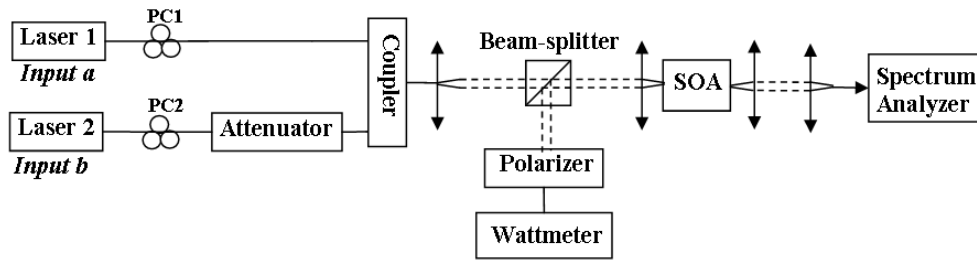 Laser 1
Input a
PC1
Laser 2
Input b
PC2
Attenuator
Coupler
Beam-splitter
Polarizer
Wattmeter
SOA
Spectrum
Analyzer